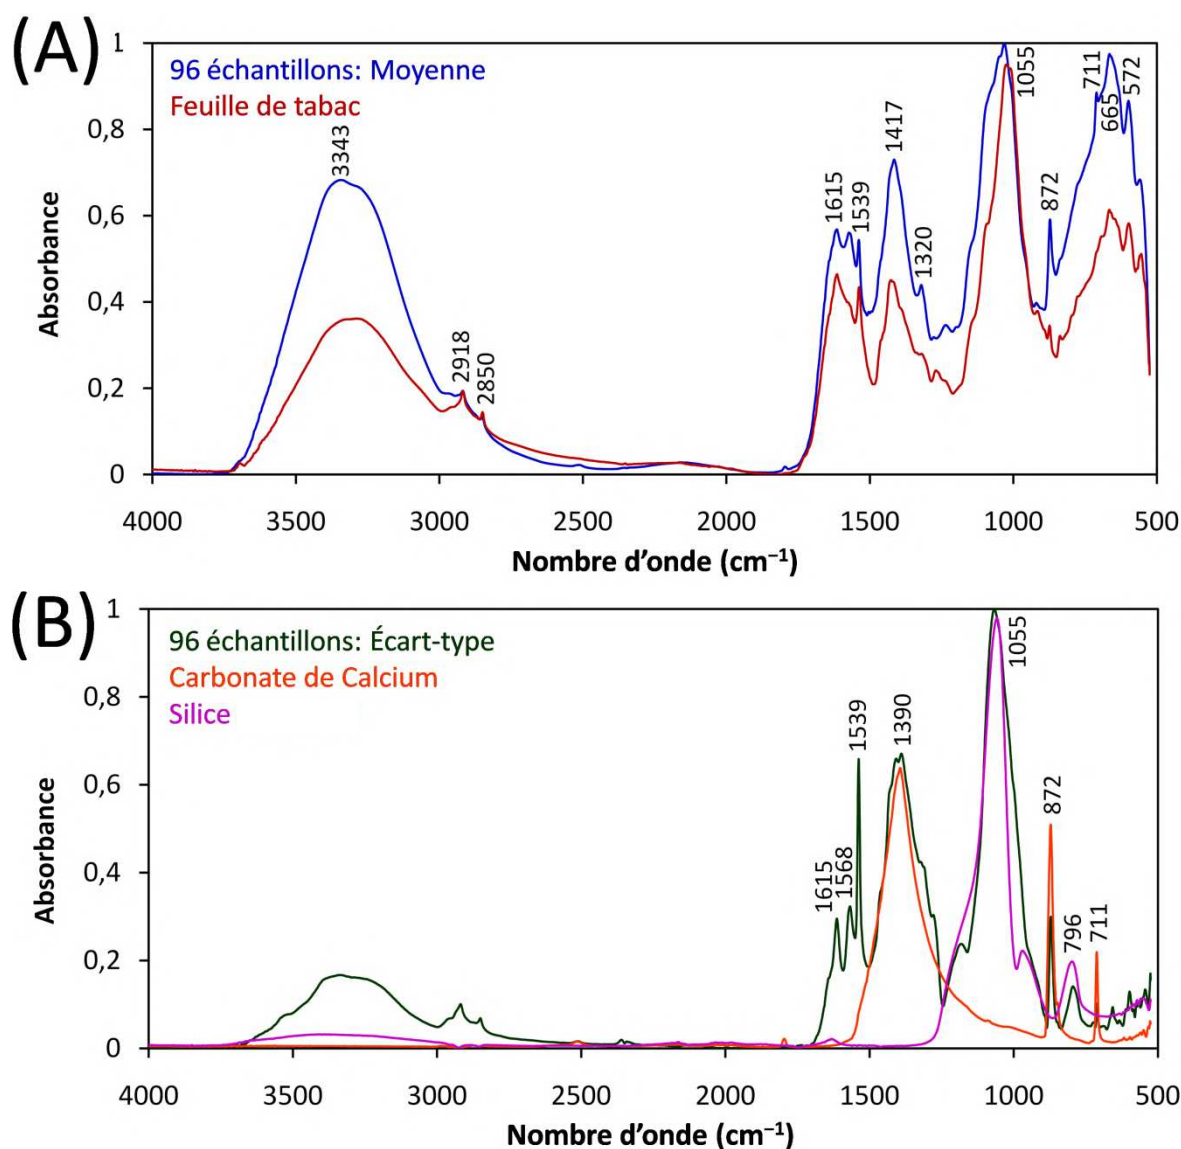 (A)
96 échantillons: Moyenne
Feuille de tabac
Absorbance
1
0,8
0,6
0,4
0,2
0
3343
2918
2850
1615
1539
1417
1320
1055
872
711
665
572
4000 3500 3000 2500 2000 1500 1000 500
Nombre d’onde (cm⁻¹)
(B)
96 échantillons: Écart-type
Carbonate de Calcium
Silice
Absorbance
1
0,8
0,6
0,4
0,2
0
1615
1568
1539
1390
1055
872
796
711
4000 3500 3000 2500 2000 1500 1000 500
Nombre d’onde (cm⁻¹)